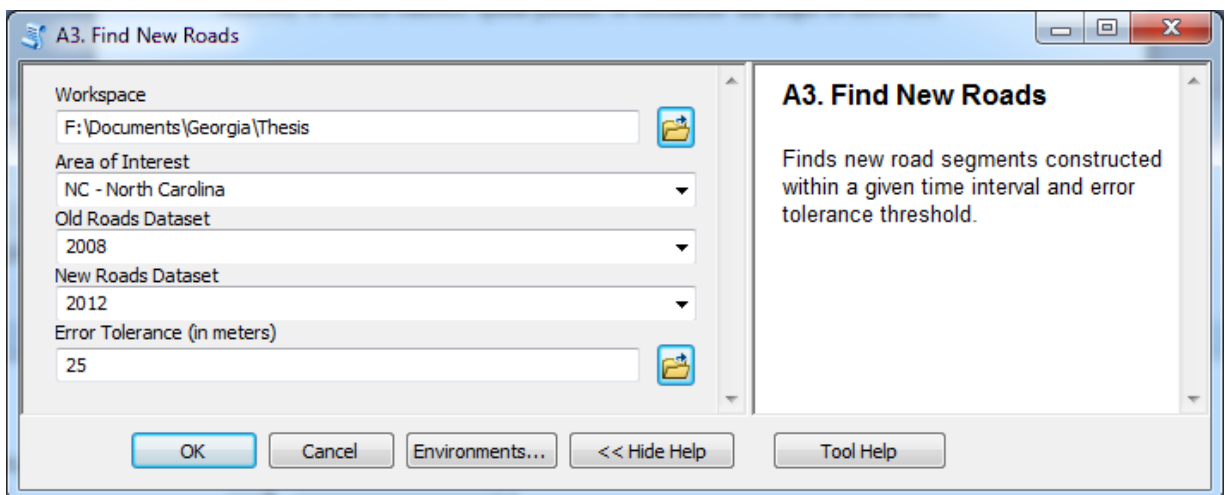 A3. Find New Roads
Workspace
F:\Documents\Georgia\Thesis
Area of Interest
NC - North Carolina
Old Roads Dataset
2008
New Roads Dataset
2012
Error Tolerance (in meters)
25
A3. Find New Roads
Finds new road segments constructed
within a given time interval and error
tolerance threshold.
OK
Cancel
Environments...
<< Hide Help
Tool Help